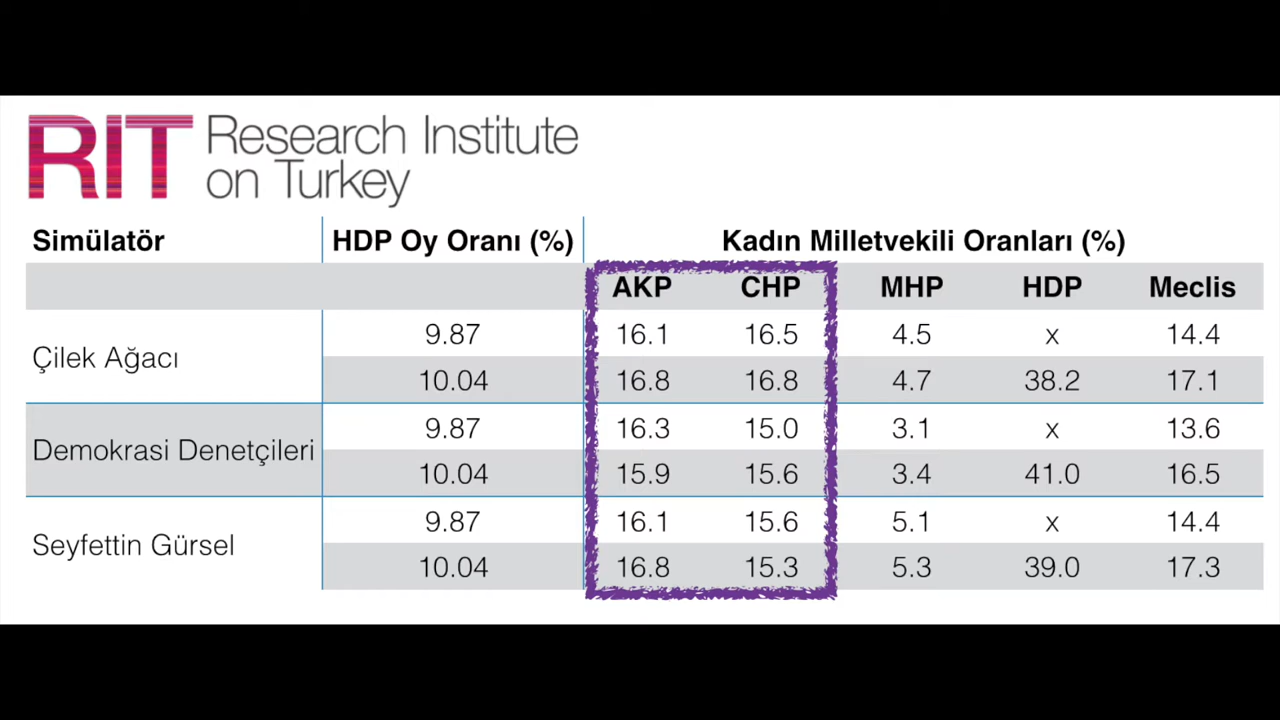 RIT Research Institute
on Turkey
Simülatör HDP Oy Oranı (%) Kadın Milletvekili Oranları (%)
AKP CHP MHP HDP Meclis
Çilek Ağacı
9.87 16.1 16.5 4.5 x 14.4
10.04 16.8 16.8 4.7 38.2 17.1
Demokrasi Denetçileri
9.87 16.3 15.0 3.1 x 13.6
10.04 15.9 15.6 3.4 41.0 16.5
Seyfettin Gürsel
9.87 16.1 15.6 5.1 x 14.4
10.04 16.8 15.3 5.3 39.0 17.3